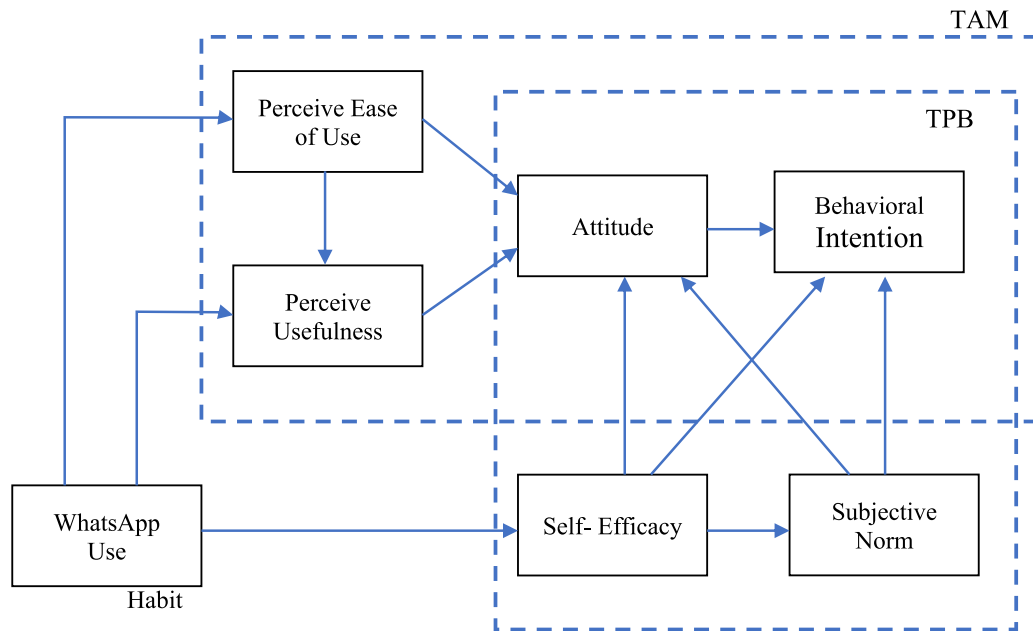 TAM
Perceive Ease
of Use
TPB
Attitude
Behavioral
Intention
Perceive
Usefulness
WhatsApp
Use
Habit
Self- Efficacy
Subjective
Norm